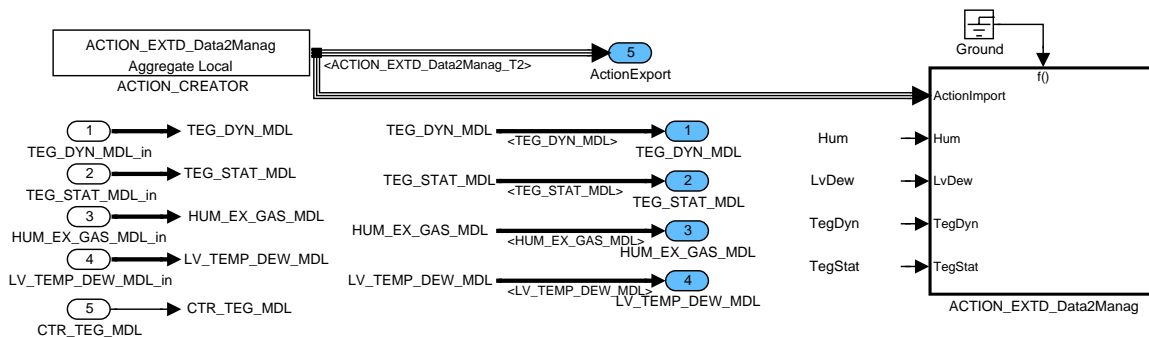 ACTION_EXTD_Data2Manag
Aggregate Local
ACTION_CREATOR
<ACTION_EXTD_Data2Manag_T2>
5
ActionExport
Ground
f()
ActionImport
1
TEG_DYN_MDL_in
TEG_DYN_MDL
TEG_DYN_MDL
<TEG_DYN_MDL>
1
TEG_DYN_MDL
Hum
Hum
2
TEG_STAT_MDL_in
TEG_STAT_MDL
TEG_STAT_MDL
<TEG_STAT_MDL>
2
TEG_STAT_MDL
LvDew
LvDew
3
HUM_EX_GAS_MDL_in
HUM_EX_GAS_MDL
HUM_EX_GAS_MDL
<HUM_EX_GAS_MDL>
3
HUM_EX_GAS_MDL
TegDyn
TegDyn
4
LV_TEMP_DEW_MDL_in
LV_TEMP_DEW_MDL
LV_TEMP_DEW_MDL
<LV_TEMP_DEW_MDL>
4
LV_TEMP_DEW_MDL
TegStat
TegStat
5
CTR_TEG_MDL
CTR_TEG_MDL
ACTION_EXTD_Data2Manag